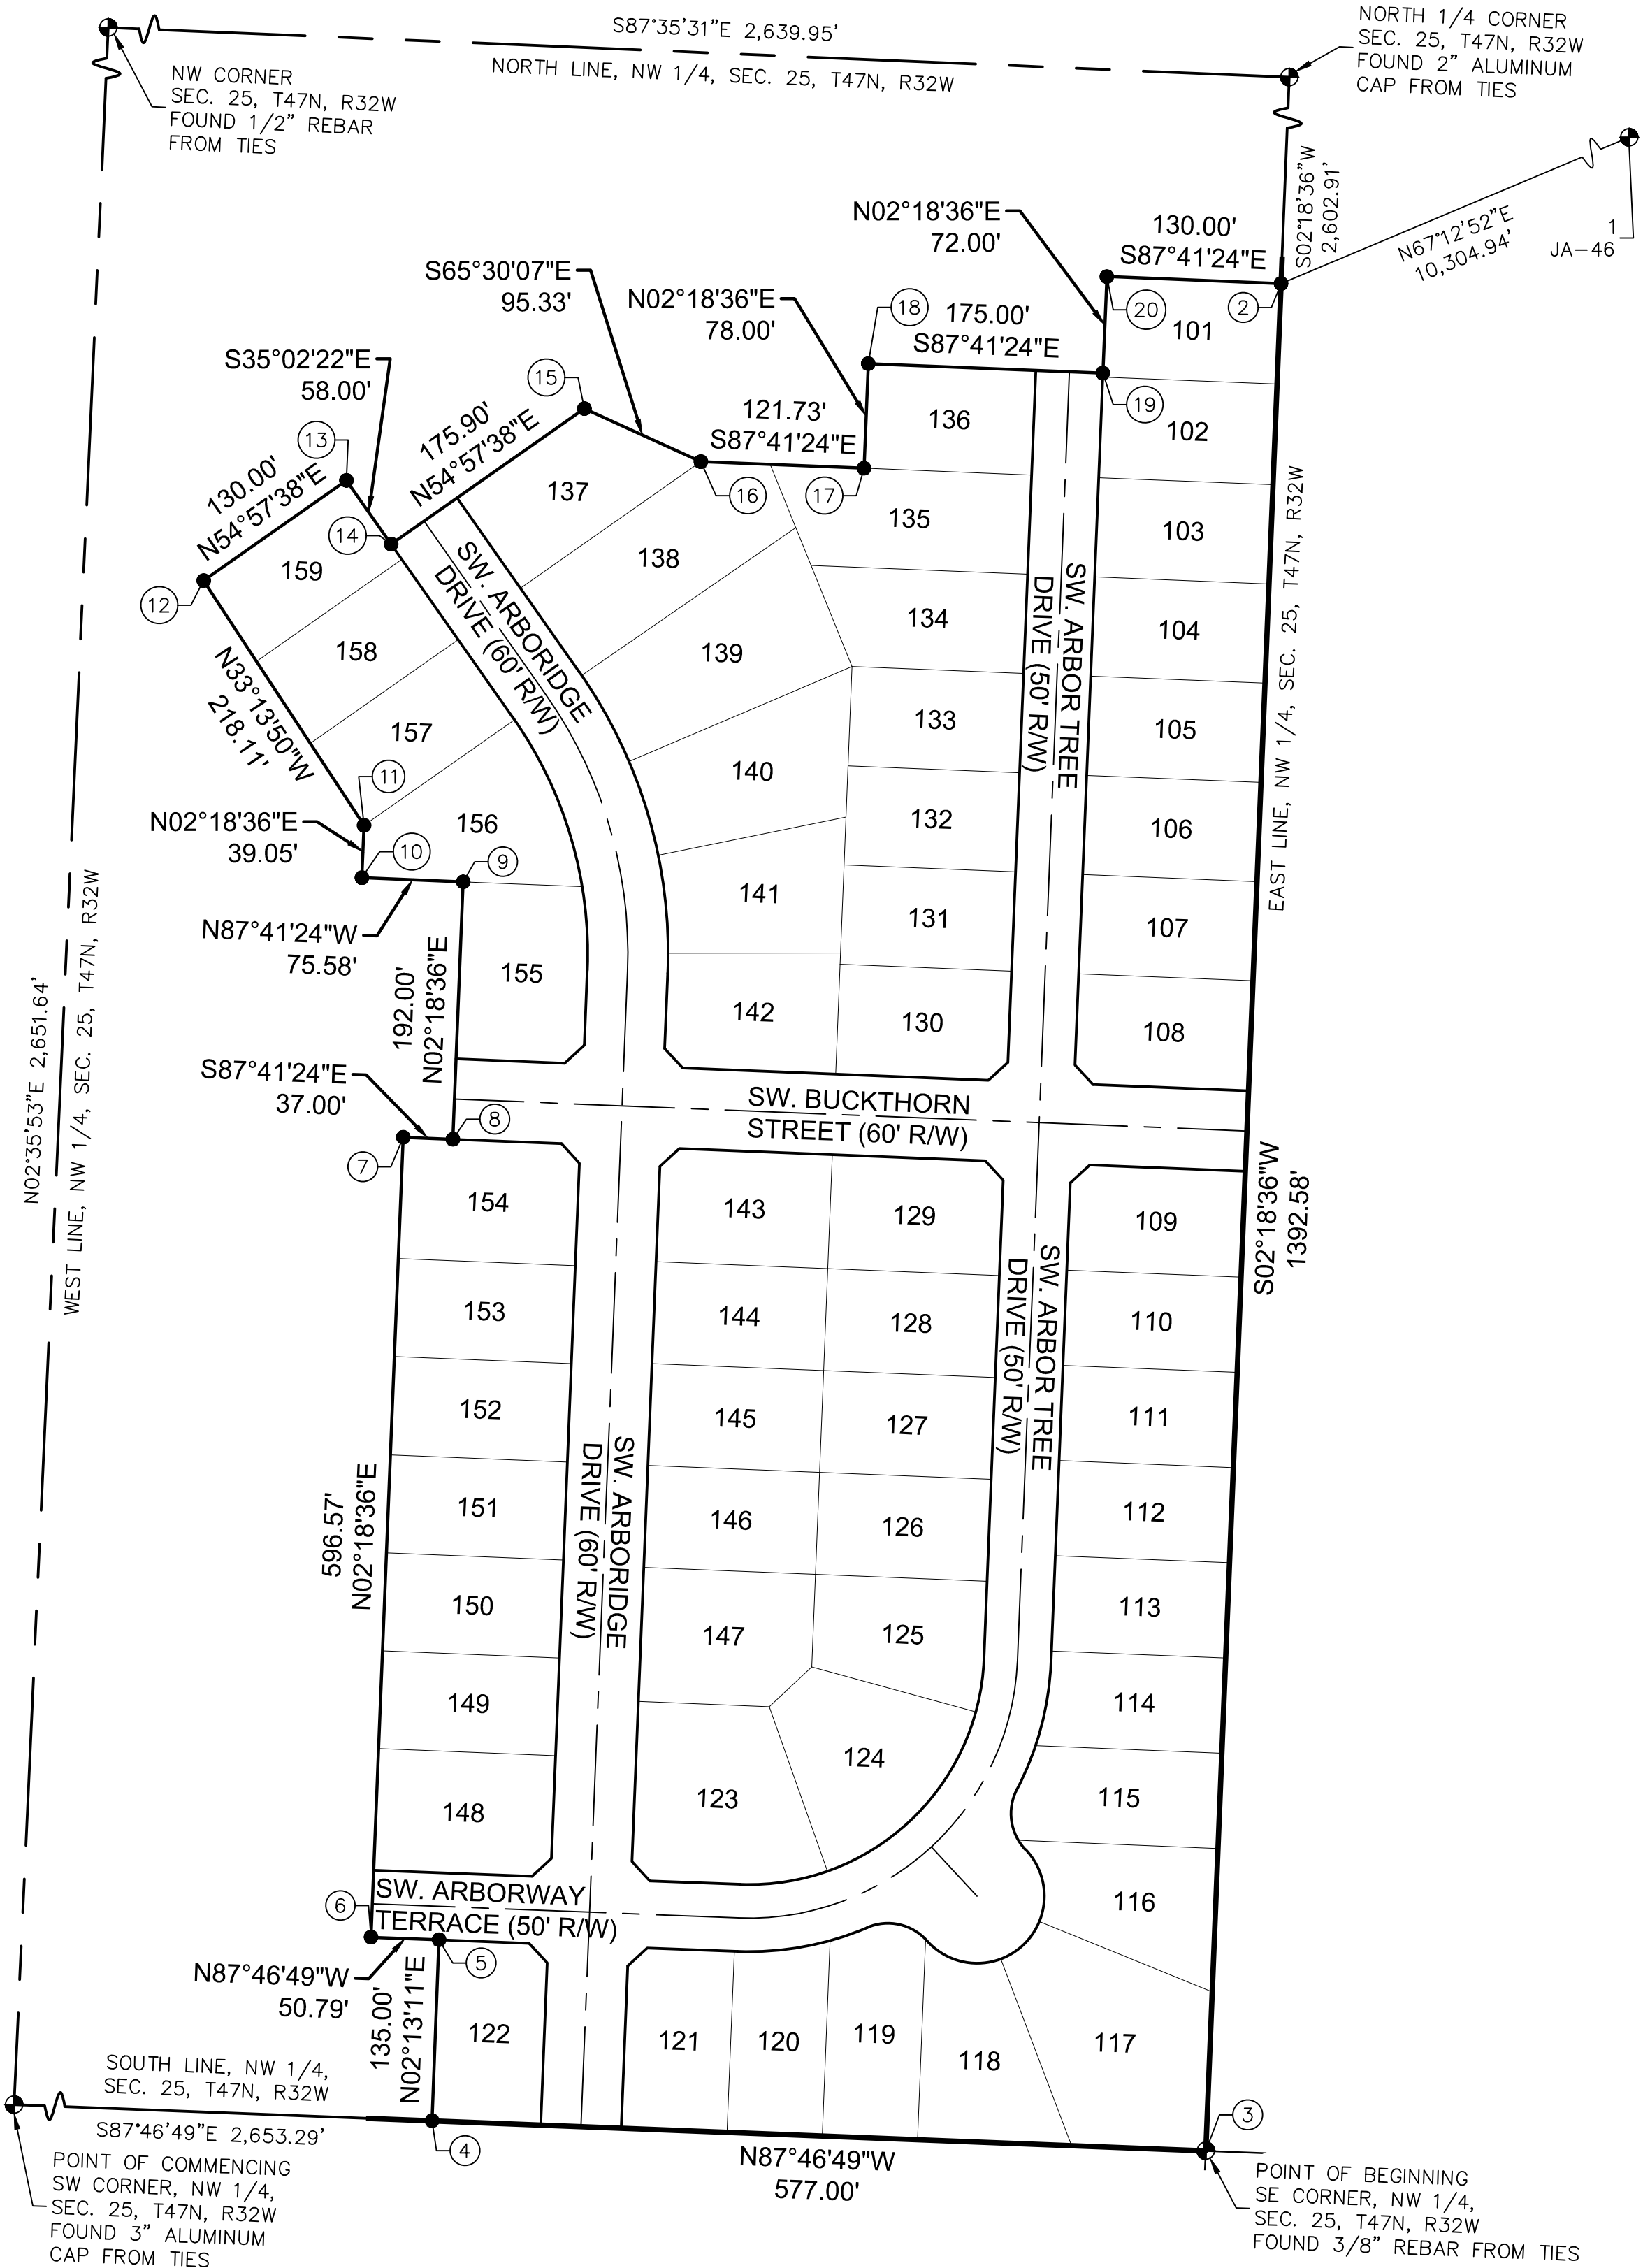 S87°35'31"E 2,639.95'
NORTH LINE, NW 1/4, SEC. 25, T47N, R32W
NORTH 1/4 CORNER
SEC. 25, T47N, R32W
FOUND 2" ALUMINUM
CAP FROM TIES
NW CORNER
SEC. 25, T47N, R32W
FOUND 1/2" REBAR
FROM TIES
S02°18'36"W
2,602.91'
N67°12'52"E
10,304.94'
1
JA-46
N02°18'36"E
72.00'
130.00'
S87°41'24"E
2
20
101
S65°30'07"E
95.33'
N02°18'36"E
78.00'
18
175.00'
S87°41'24"E
19
S35°02'22"E
58.00'
15
175.90'
N54°57'38"E
121.73'
S87°41'24"E
136
102
13
130.00'
N54°57'38"E
137
16
17
14
135
103
12
159
138
EAST LINE, NW 1/4, SEC. 25, T47N, R32W
SW. ARBORIDGE
DRIVE (60' R/W)
SW. ARBOR TREE
DRIVE (50' R/W)
134
104
158
139
N33°13'50"W
218.11'
157
133
105
11
140
N02°18'36"E
39.05'
156
132
106
10
9
141
131
107
N87°41'24"W
75.58'
155
192.00'
N02°18'36"E
142
130
108
N02°35'53"E 2,651.64'
WEST LINE, NW 1/4, SEC. 25, T47N, R32W
S87°41'24"E
37.00'
SW. BUCKTHORN
STREET (60' R/W)
8
7
S02°18'36"W
1392.58'
154
143
129
109
SW. ARBOR TREE
DRIVE (50' R/W)
153
144
128
110
152
145
127
111
596.57'
N02°18'36"E
SW. ARBORIDGE
DRIVE (60' R/W)
151
146
126
112
150
147
125
113
149
114
124
148
123
115
SW. ARBORWAY
TERRACE (50' R/W)
116
6
5
N87°46'49"W
50.79'
135.00'
N02°13'11"E
122
121
120
119
118
117
SOUTH LINE, NW 1/4,
SEC. 25, T47N, R32W
S87°46'49"E 2,653.29'
4
3
N87°46'49"W
577.00'
POINT OF COMMENCING
SW CORNER, NW 1/4,
SEC. 25, T47N, R32W
FOUND 3" ALUMINUM
CAP FROM TIES
POINT OF BEGINNING
SE CORNER, NW 1/4,
SEC. 25, T47N, R32W
FOUND 3/8" REBAR FROM TIES